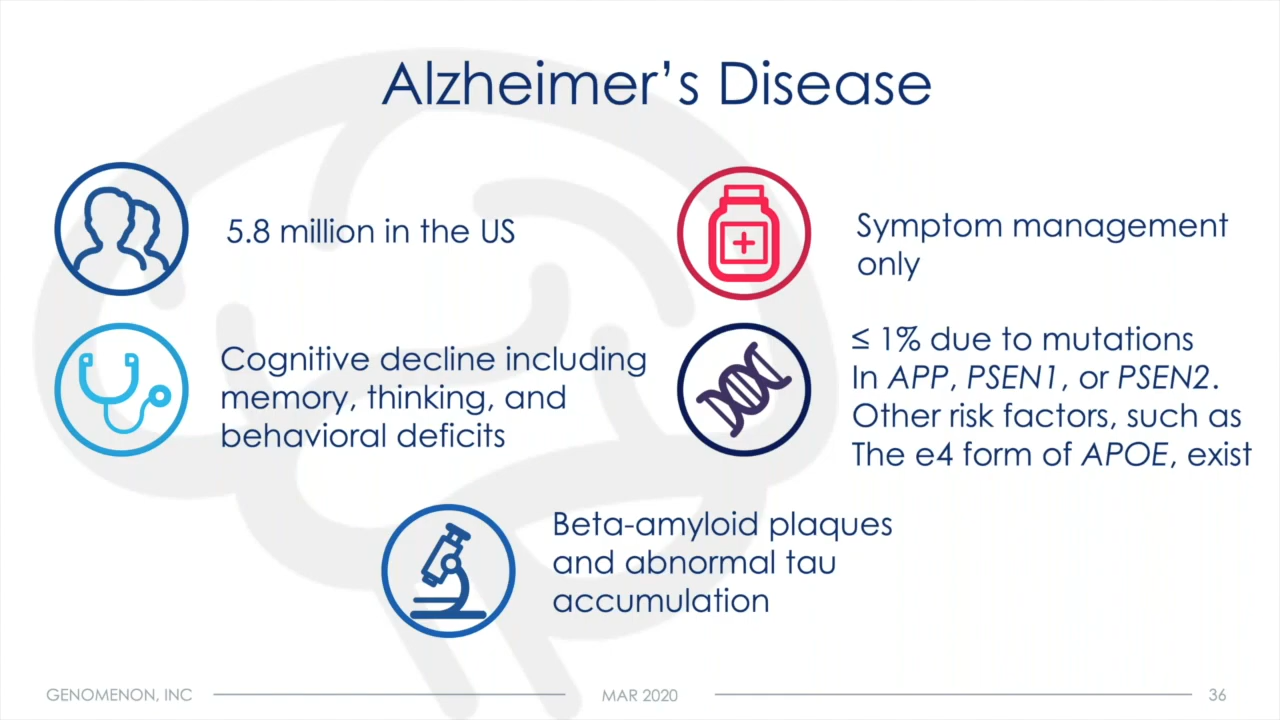 Alzheimer’s Disease
5.8 million in the US
Symptom management
only
Cognitive decline including
memory, thinking, and
behavioral deficits
≤ 1% due to mutations
In APP, PSEN1, or PSEN2.
Other risk factors, such as
The e4 form of APOE, exist
Beta-amyloid plaques
and abnormal tau
accumulation
GENOMENON, INC
MAR 2020
36